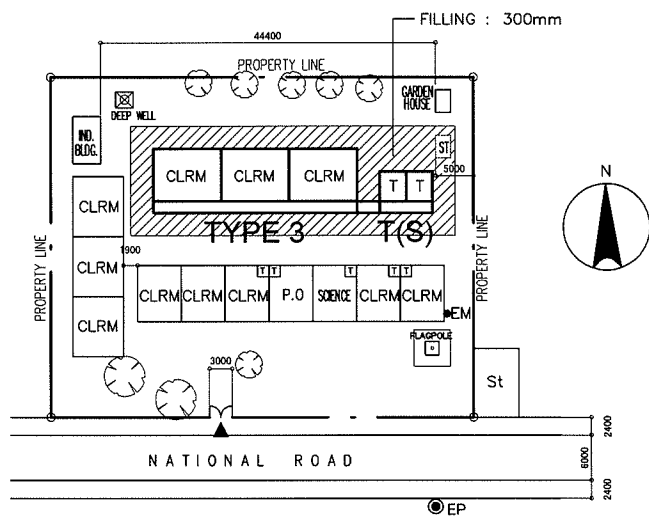 FILLING : 300mm
44400
PROPERTY LINE
GARDEN
HOUSE
DEEP WELL
IND.
BLDG.
ST
CLRM CLRM CLRM
T T
5000
N
CLRM
TYPE 3 T(S)
PROPERTY LINE
PROPERTY LINE
1900
CLRM
T T T T T
CLRM CLRM CLRM P.O SCIENCE CLRM CLRM
CLRM
EM
FLAGPOLE
3000
St
2400
NATIONAL ROAD
6000
2400
EP